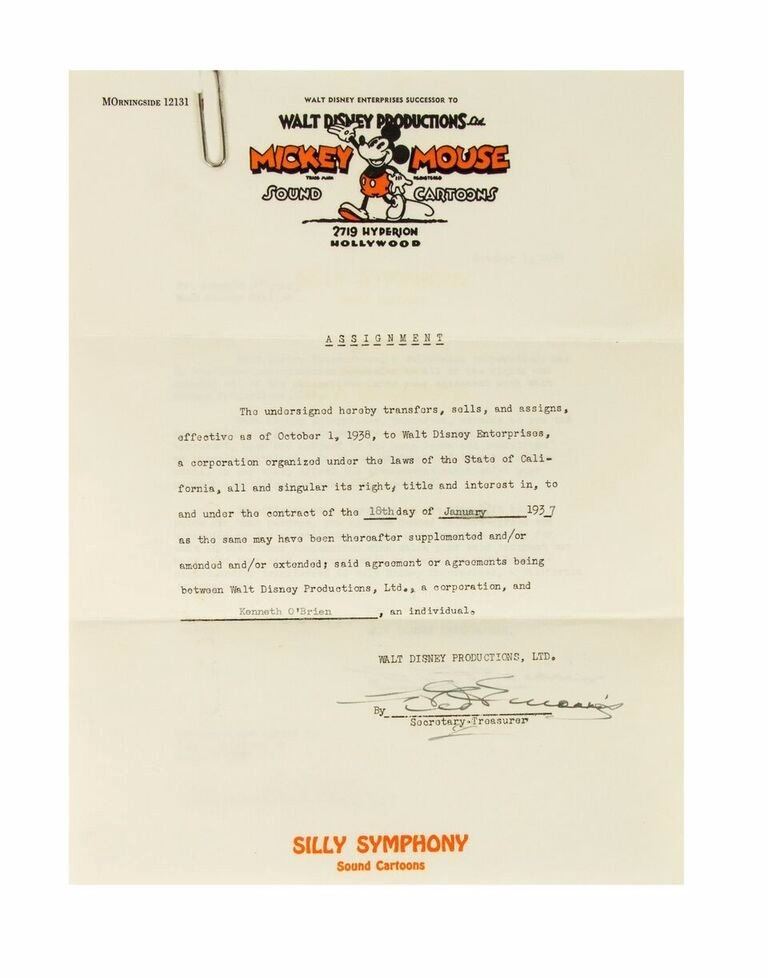 MORNINGSIDE 12131
WALT DISNEY ENTERPRISES SUCCESSOR TO
WALT DISNEY PRODUCTIONS Ltd.
MICKEY MOUSE
TRADE MARK REGISTERED
SOUND CARTOONS
2719 HYPERION
HOLLYWOOD
ASSIGNMENT
The undersigned hereby transfers, sells, and assigns,
effective as of October 1, 1938, to Walt Disney Enterprises,
a corporation organized under the laws of the State of Cali-
fornia, all and singular its right, title and interest in, to
and under the contract of the 18th day of January 1937
as the same may have been thereafter supplemented and/or
amended and/or extended; said agreement or agreements being
between Walt Disney Productions, Ltd., a corporation, and
Kenneth O'Brien, an individual.
WALT DISNEY PRODUCTIONS, LTD.
By
Secretary-Treasurer
SILLY SYMPHONY
Sound Cartoons